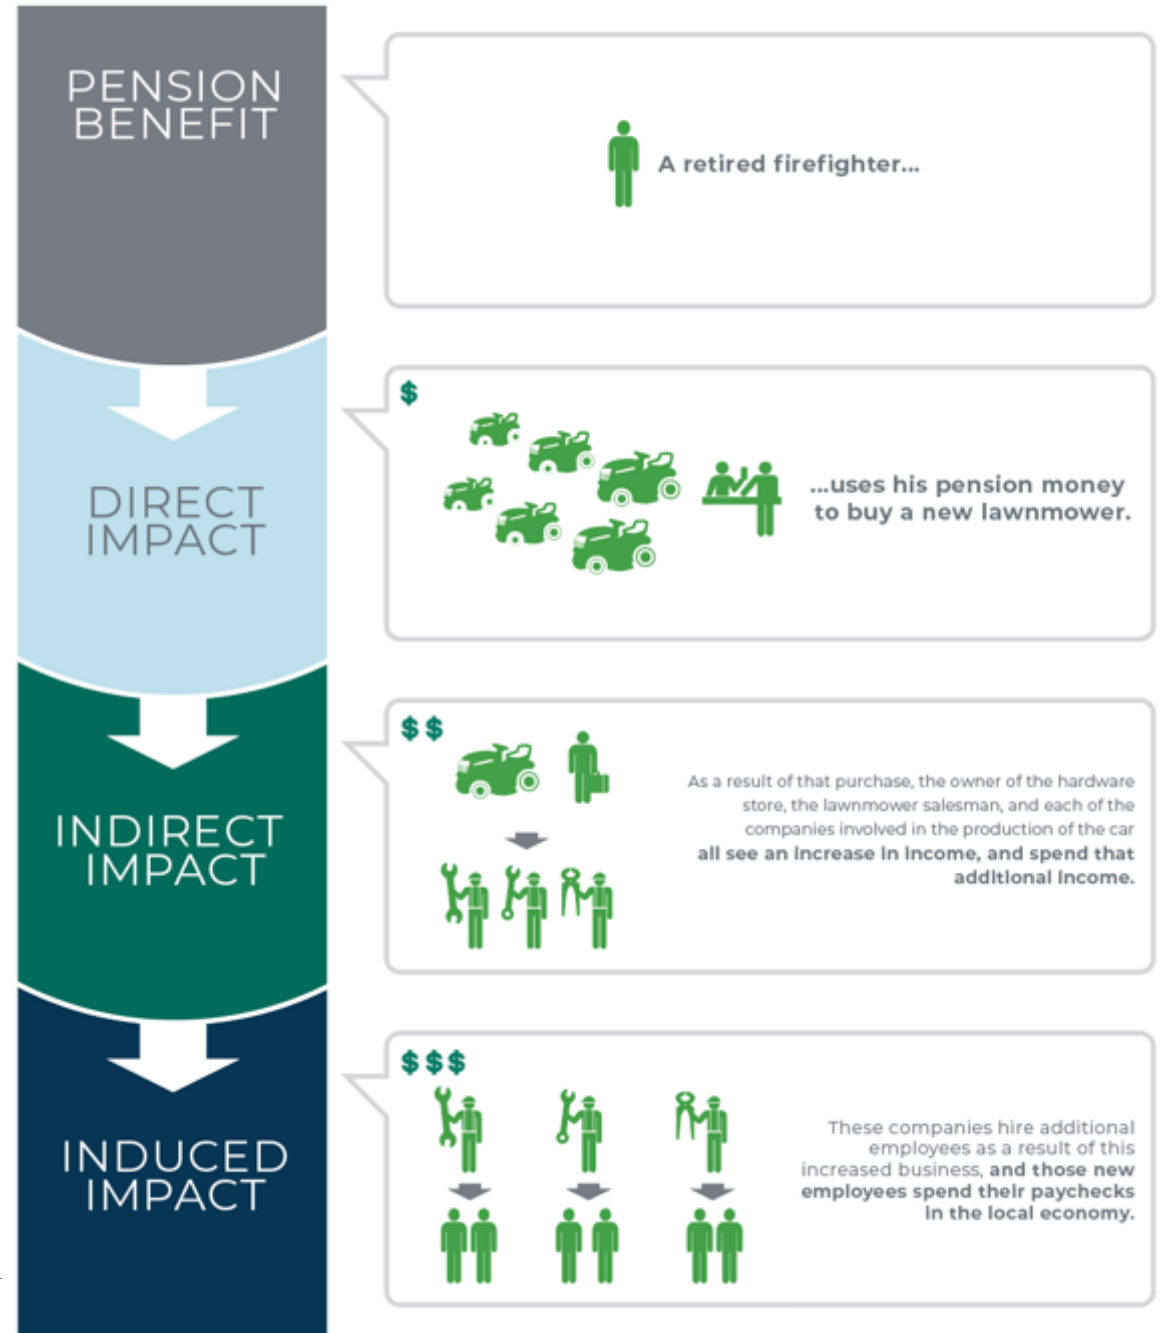 PENSION
BENEFIT
A retired firefighter...
DIRECT
IMPACT
$
...uses his pension money
to buy a new lawnmower.
INDIRECT
IMPACT
$$
As a result of that purchase, the owner of the hardware
store, the lawnmower salesman, and each of the
companies involved in the production of the car
all see an increase in income, and spend that
additional income.
INDUCED
IMPACT
$$$
These companies hire additional
employees as a result of this
increased business, and those new
employees spend their paychecks
in the local economy.